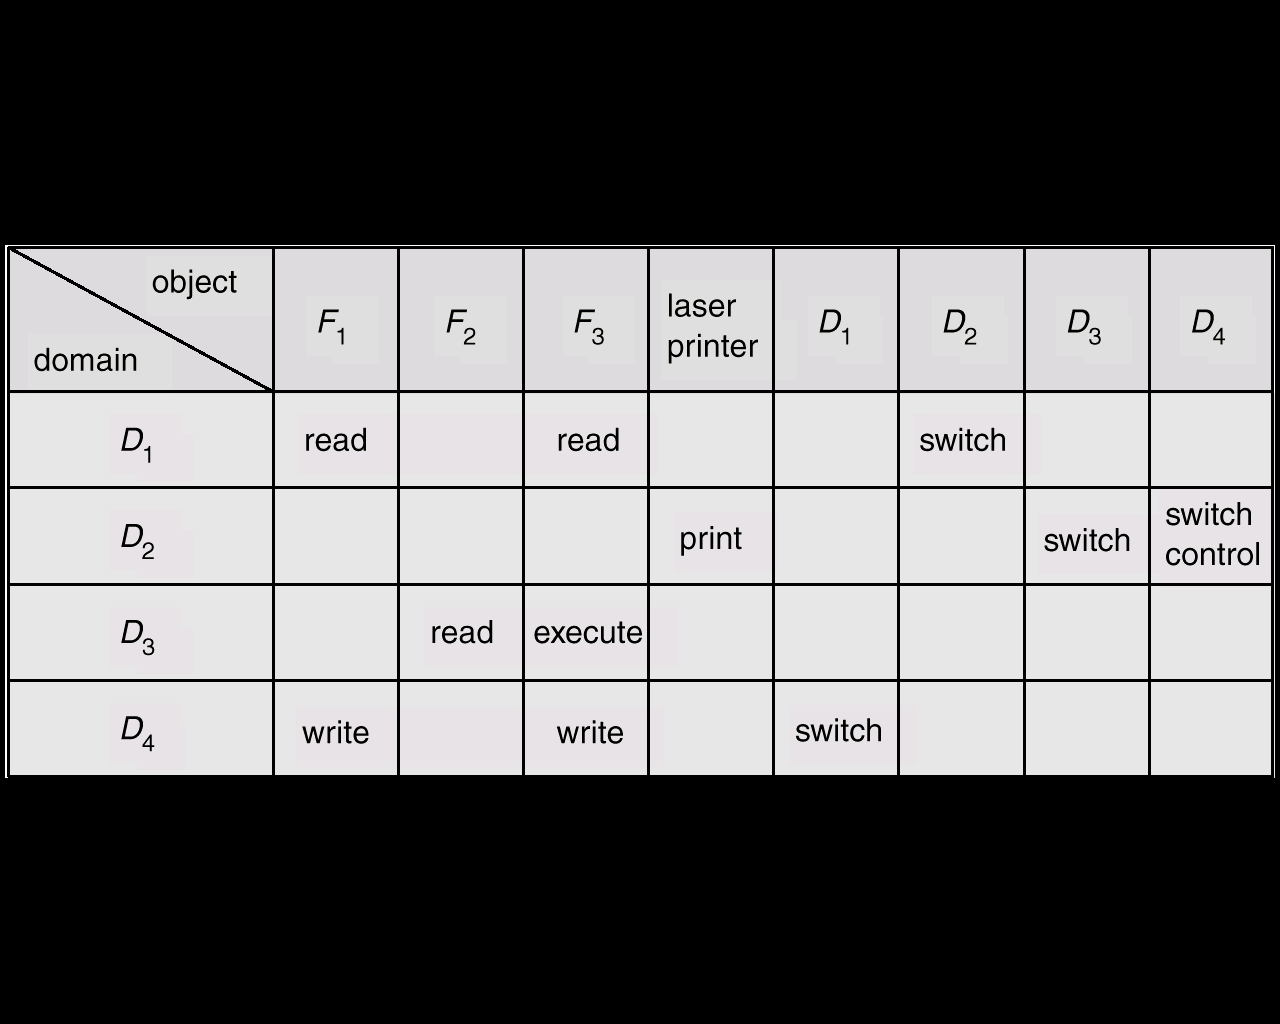 object
domain
F1 F2 F3 laser printer D1 D2 D3 D4
D1 read read switch
D2 print switch switch control
D3 read execute
D4 write write switch